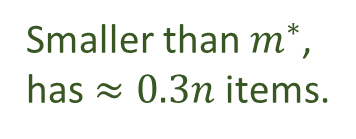 Smaller than m*,
has ≈ 0.3n items.